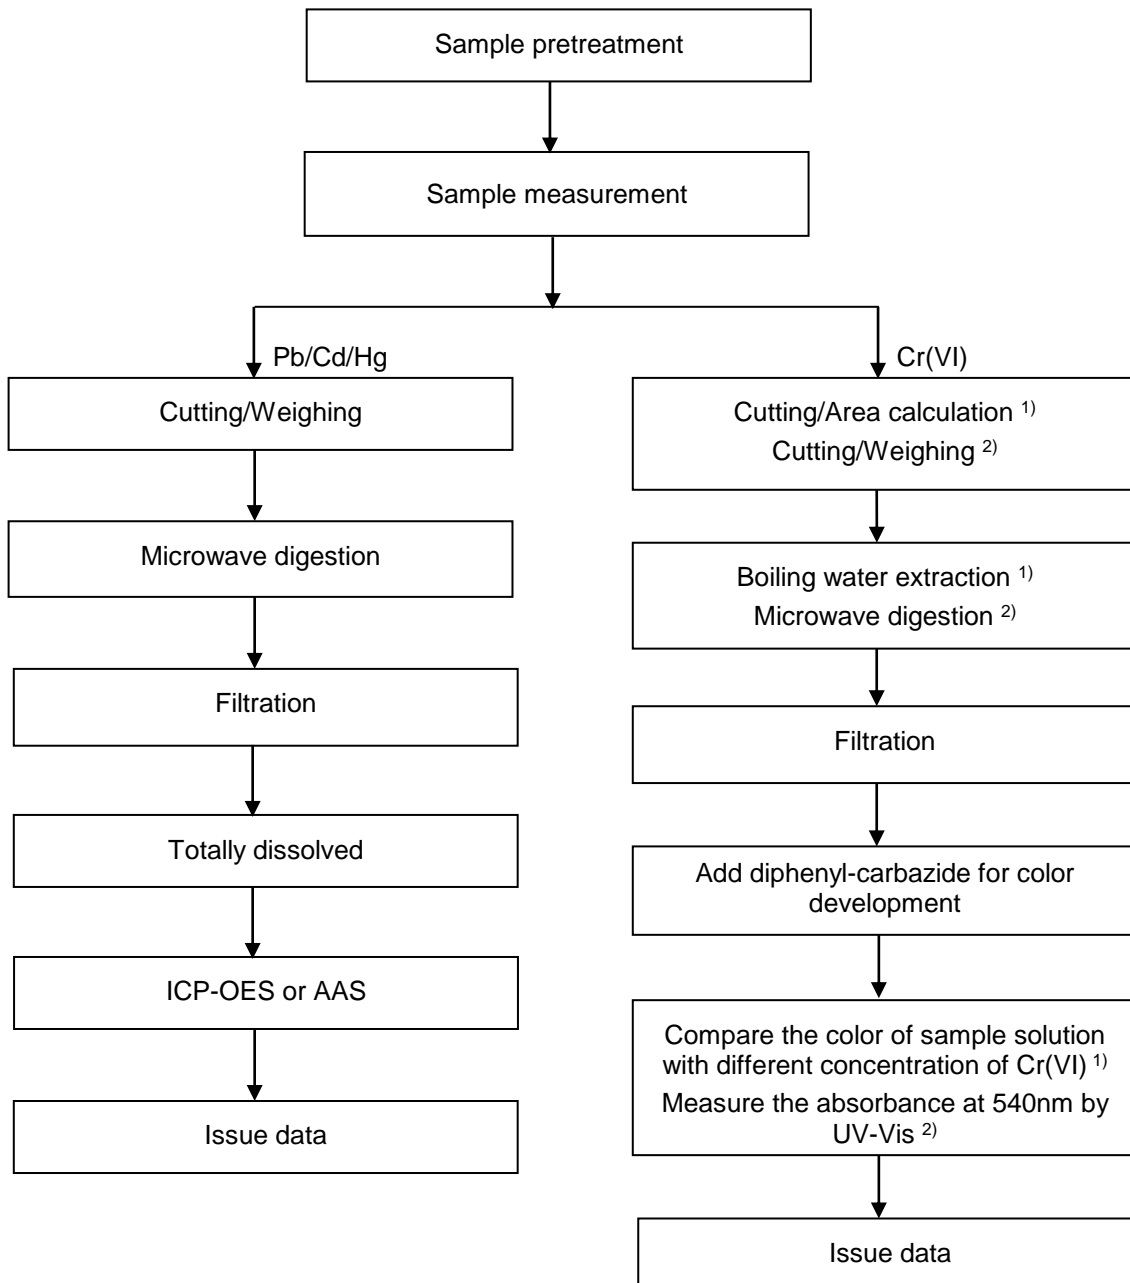 Sample pretreatment
Sample measurement
Pb/Cd/Hg
Cutting/Weighing
Microwave digestion
Filtration
Totally dissolved
ICP-OES or AAS
Issue data
Cr(VI)
Cutting/Area calculation 1)
Cutting/Weighing 2)
Boiling water extraction 1)
Microwave digestion 2)
Filtration
Add diphenyl-carbazide for color
development
Compare the color of sample solution
with different concentration of Cr(VI) 1)
Measure the absorbance at 540nm by
UV-Vis 2)
Issue data